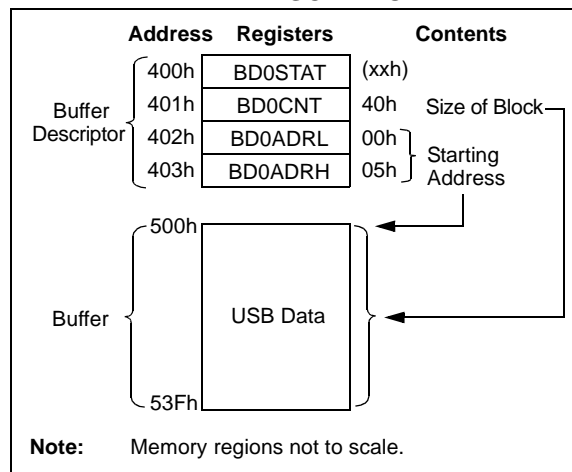 Address Registers Contents
400h BD0STAT (xxh)
Buffer Descriptor
401h BD0CNT 40h Size of Block
402h BD0ADRL 00h
403h BD0ADRH 05h
Starting Address
500h
Buffer
USB Data
53Fh
Note: Memory regions not to scale.